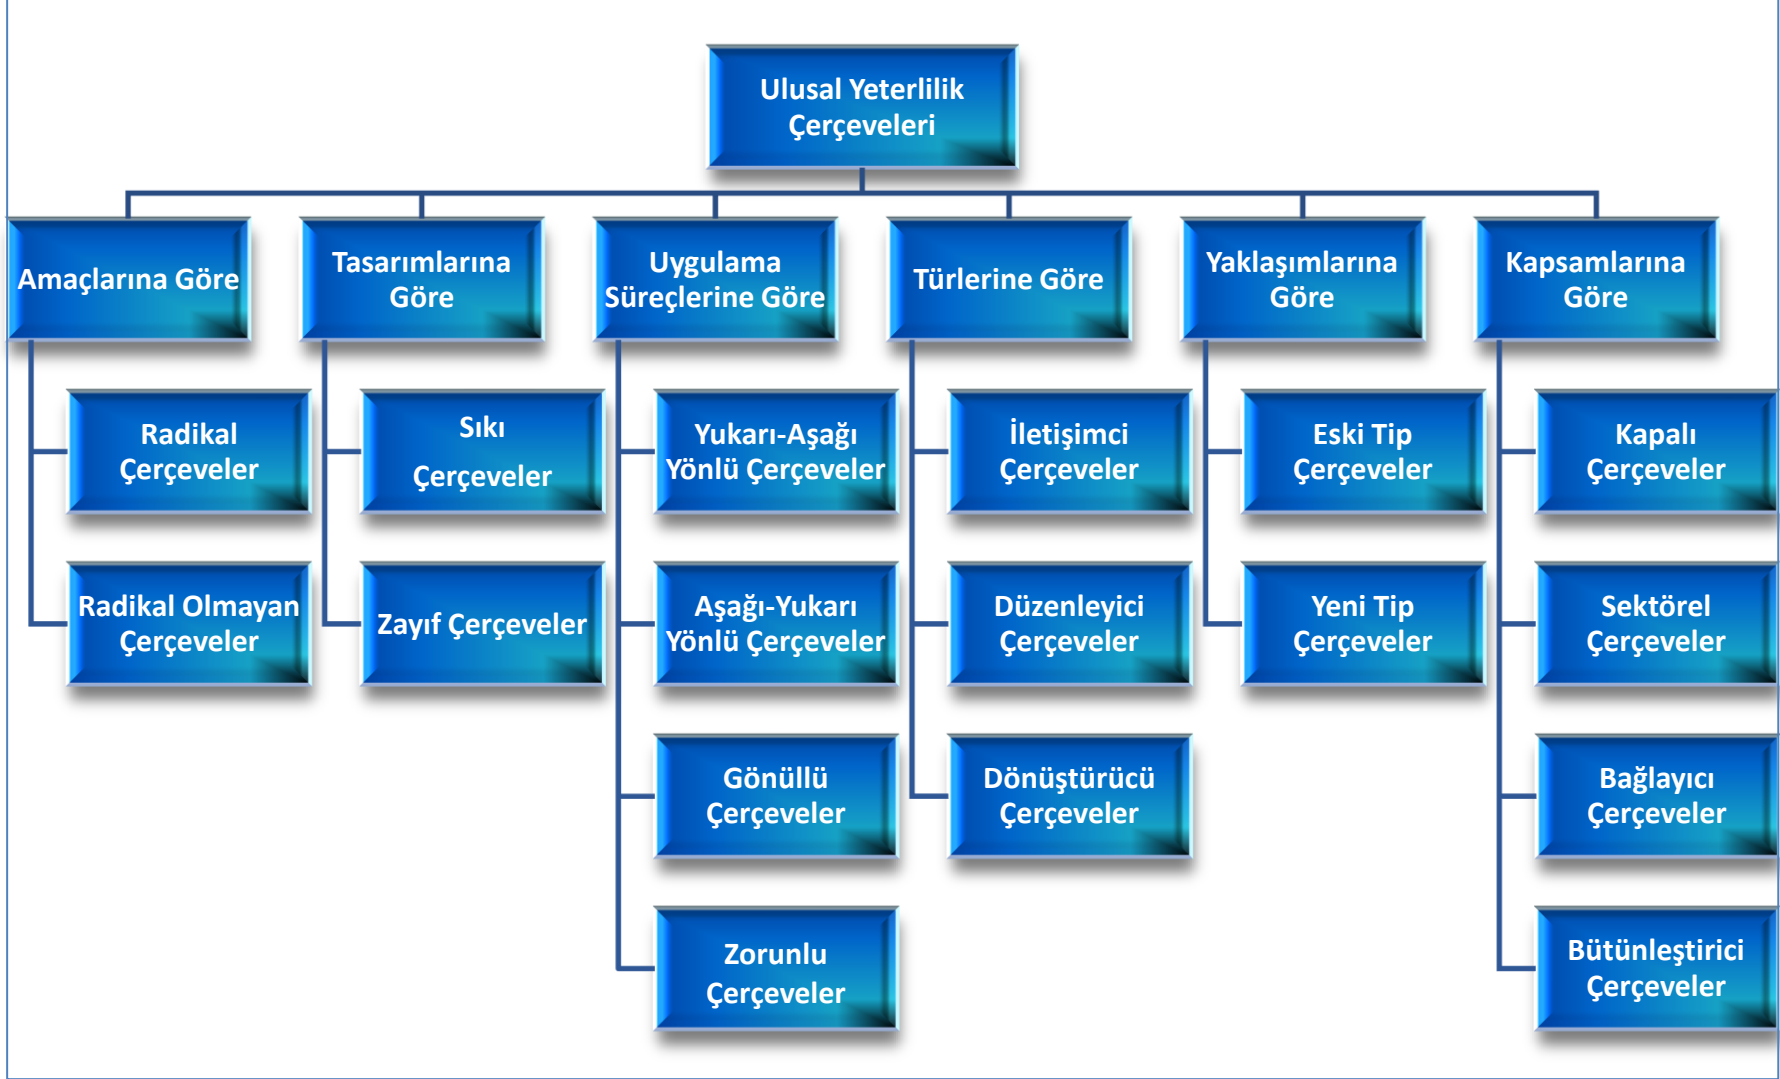 Ulusal Yeterlilik
Çerçeveleri
Amaçlarına Göre
Tasarımlarına
Göre
Uygulama
Süreçlerine Göre
Türlerine Göre
Yaklaşımlarına
Göre
Kapsamlarına
Göre
Radikal
Çerçeveler
Radikal Olmayan
Çerçeveler
Sıkı
Çerçeveler
Zayıf Çerçeveler
Yukarı-Aşağı
Yönlü Çerçeveler
Aşağı-Yukarı
Yönlü Çerçeveler
Gönüllü
Çerçeveler
Zorunlu
Çerçeveler
İletişimci
Çerçeveler
Düzenleyici
Çerçeveler
Dönüştürücü
Çerçeveler
Eski Tip
Çerçeveler
Yeni Tip
Çerçeveler
Kapalı
Çerçeveler
Sektörel
Çerçeveler
Bağlayıcı
Çerçeveler
Bütünleştirici
Çerçeveler